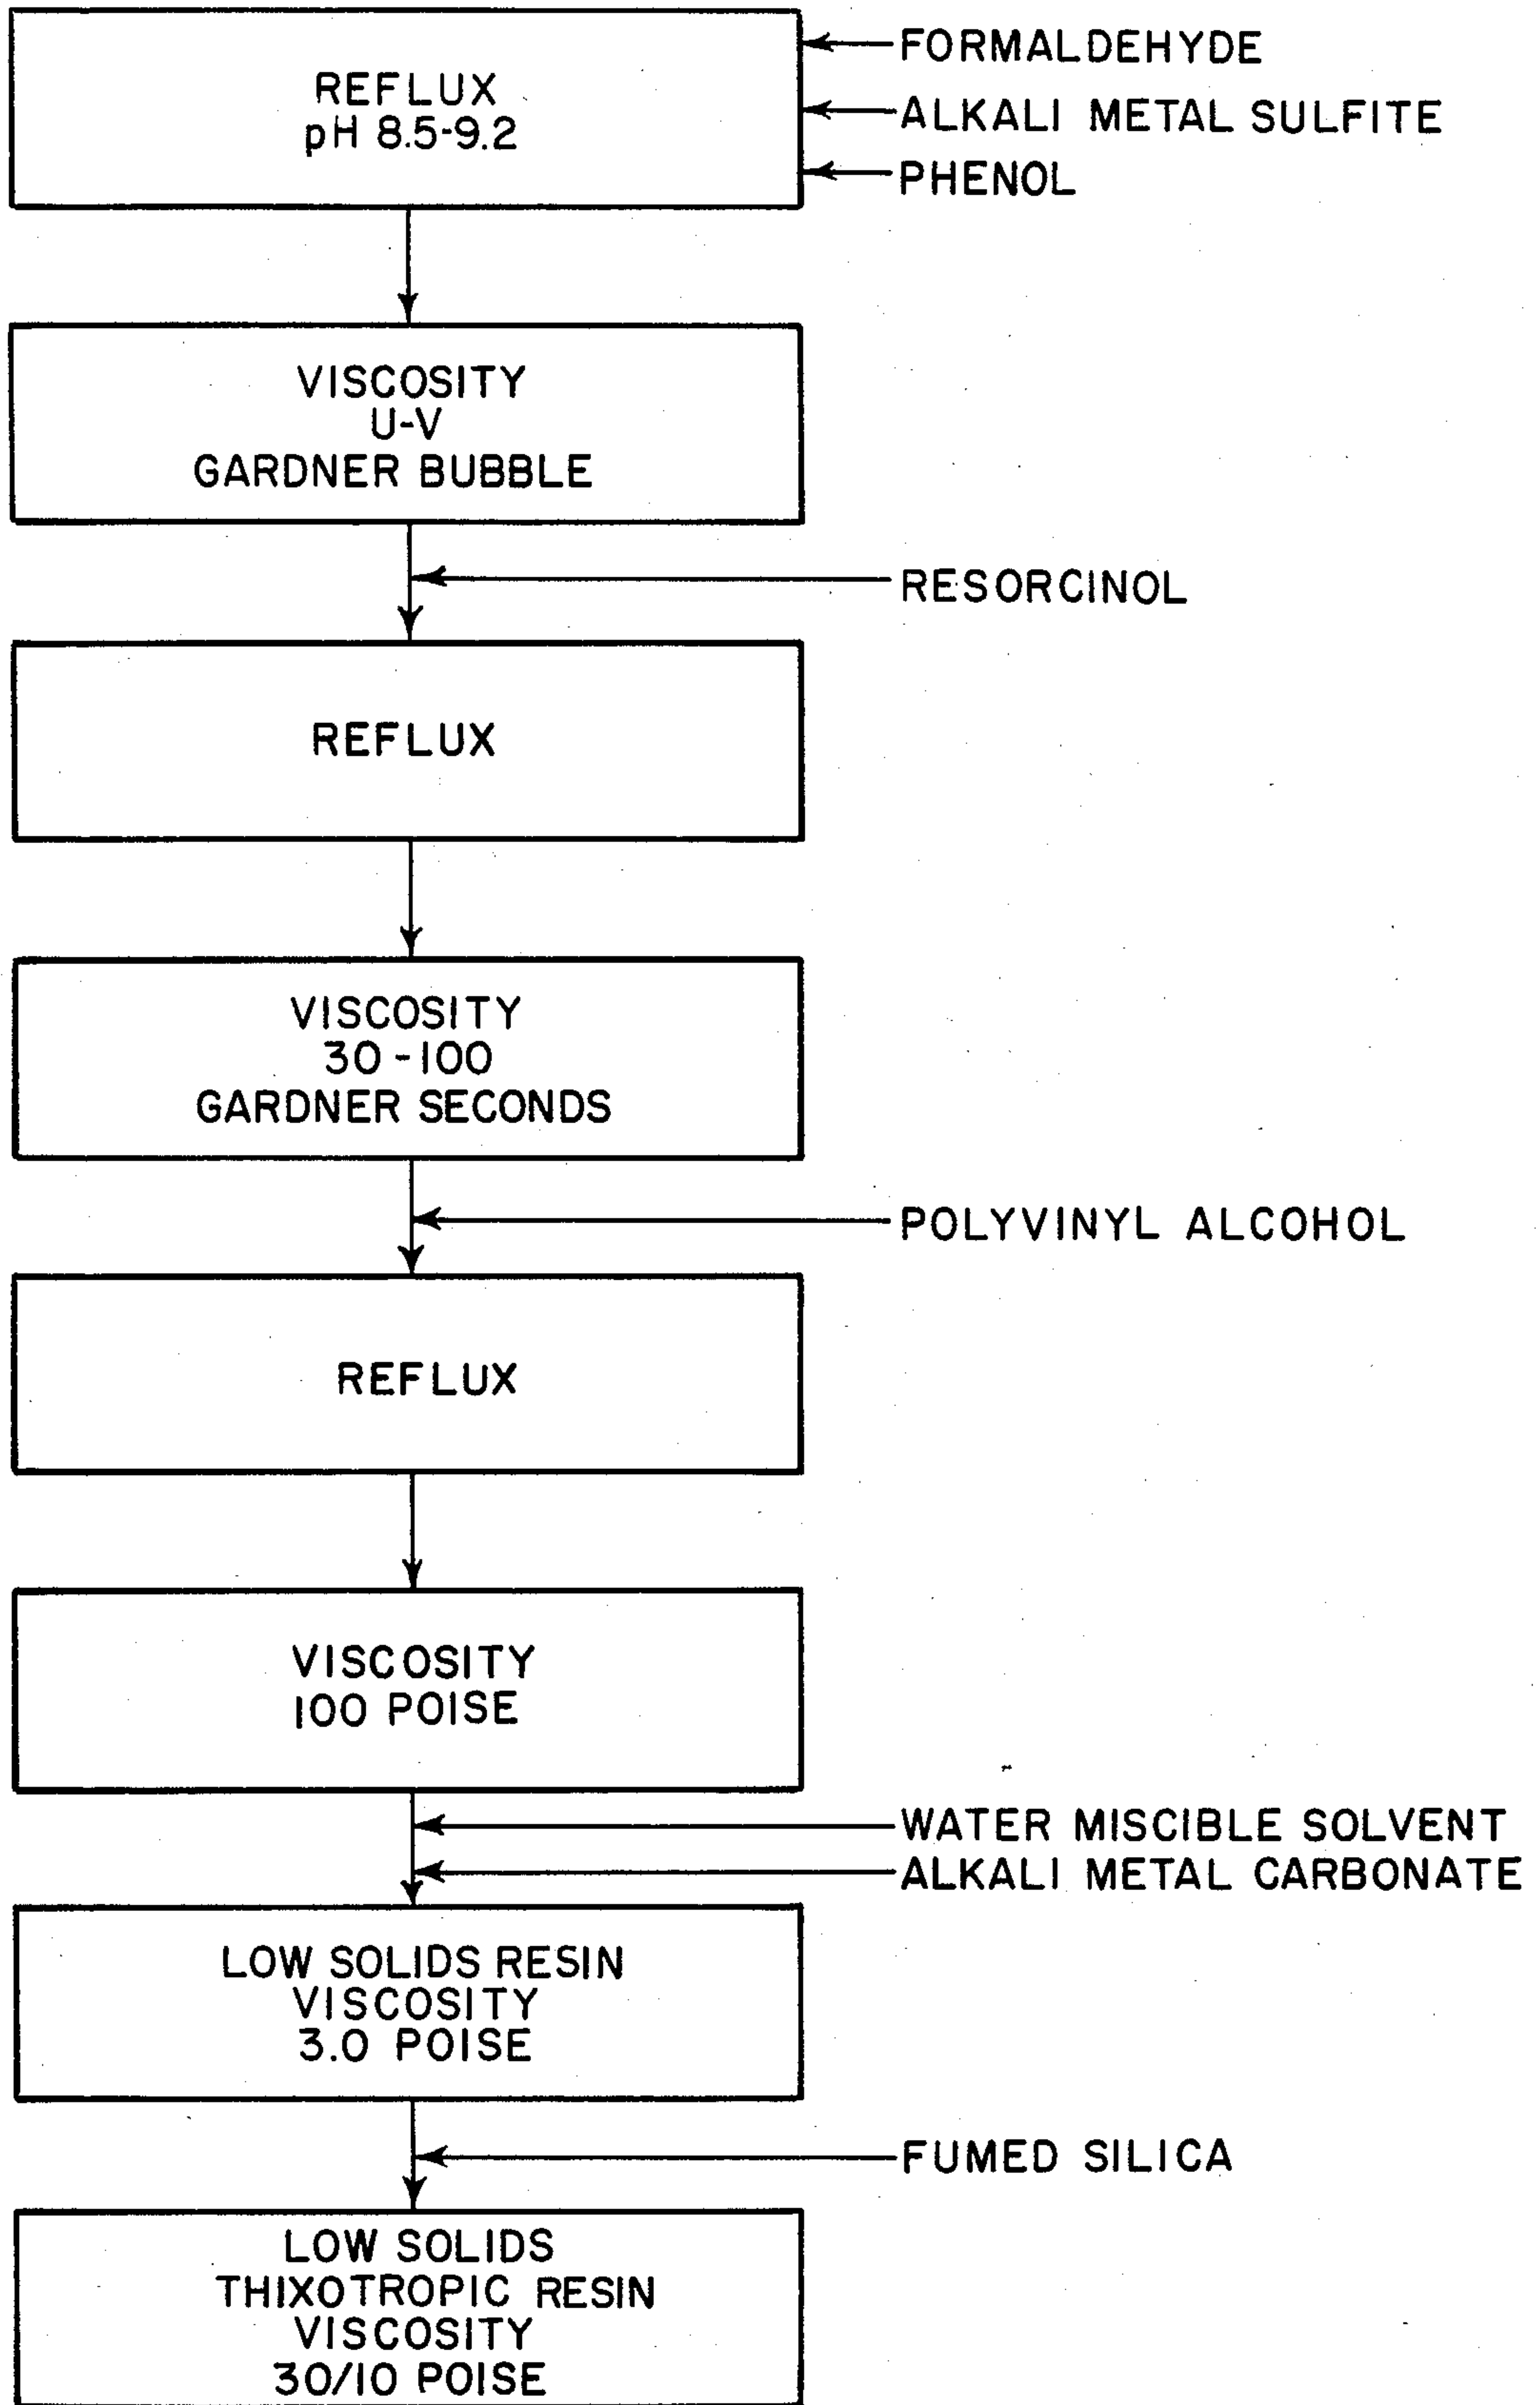 REFLUX
pH 8.5-9.2
FORMALDEHYDE
ALKALI METAL SULFITE
PHENOL
VISCOSITY
U-V
GARDNER BUBBLE
RESORCINOL
REFLUX
VISCOSITY
30-100
GARDNER SECONDS
POLYVINYL ALCOHOL
REFLUX
VISCOSITY
100 POISE
WATER MISCIBLE SOLVENT
ALKALI METAL CARBONATE
LOW SOLIDS RESIN
VISCOSITY
3.0 POISE
FUMED SILICA
LOW SOLIDS
THIXOTROPIC RESIN
VISCOSITY
30/10 POISE